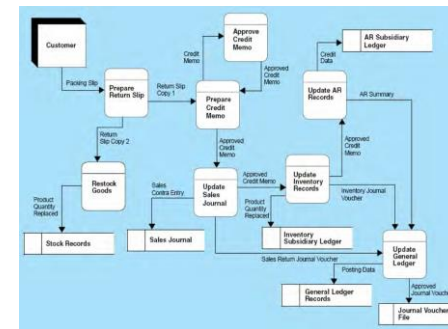 Customer
Packing Slip
Prepare
Return Slip
Return Slip
Copy 1
Credit
Memo
Approve
Credit
Memo
Approved
Credit
Memo
Prepare
Credit Memo
Credit
Data
AR Subsidiary
Ledger
Update AR
Records
AR Summary
Return
Slip Copy 2
Approved
Credit
Memo
Approved
Credit
Memo
Restock
Goods
Product
Quantity
Replaced
Stock Records
Sales
Contra Entry
Update
Sales
Journal
Approved
Credit Memo
Update
Inventory
Records
Product
Quantity
Replaced
Inventory Journal
Voucher
Sales Journal
Inventory
Subsidiary Ledger
Sales Return Journal Voucher
Update
General
Ledger
Posting Data
General Ledger
Records
Approved
Journal Voucher
Journal Voucher
File